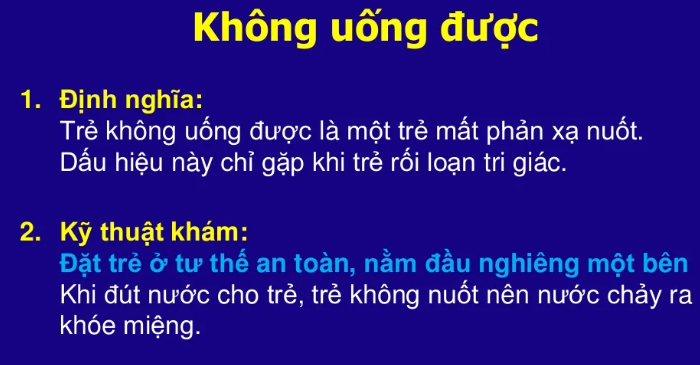 Không uống được
1. Định nghĩa:
Trẻ không uống được là một trẻ mất phản xạ nuốt.
Dấu hiệu này chỉ gặp khi trẻ rối loạn tri giác.
2. Kỹ thuật khám:
Đặt trẻ ở tư thế an toàn, nằm đầu nghiêng một bên
Khi đút nước cho trẻ, trẻ không nuốt nên nước chảy ra
khóe miệng.